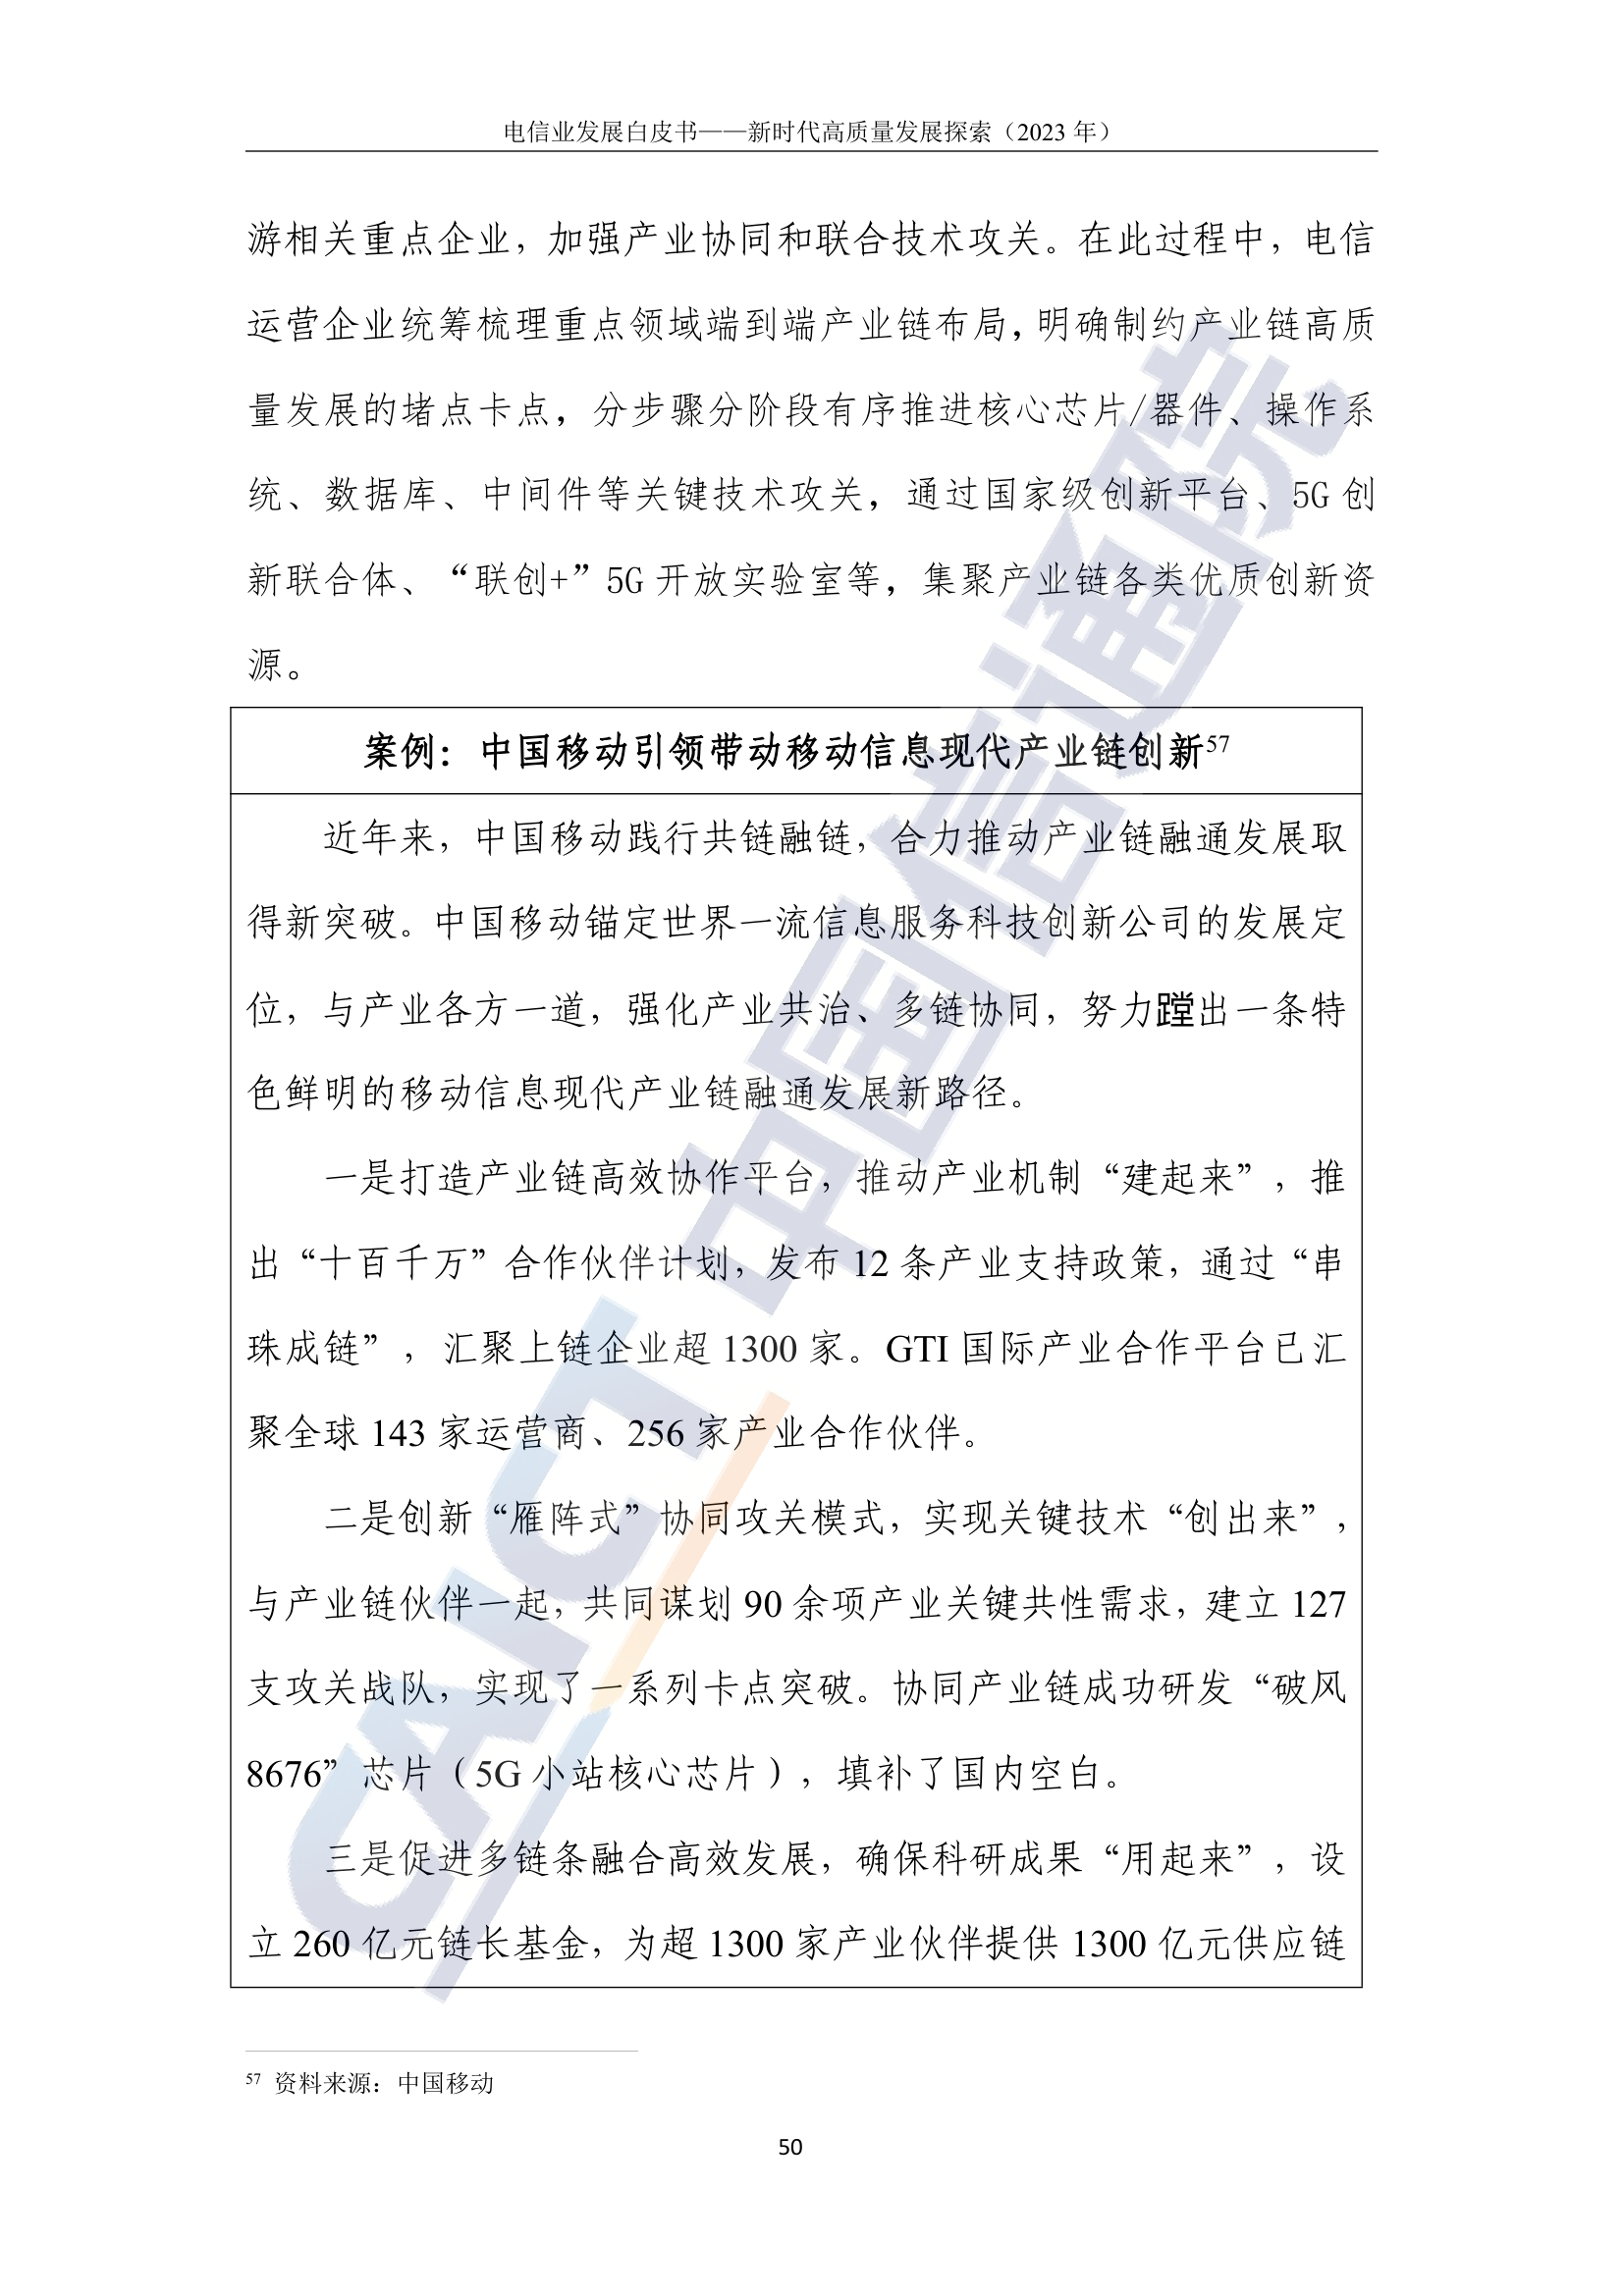 电信业发展白皮书——新时代高质量发展探索（2023 年）
游相关重点企业，加强产业协同和联合技术攻关。在此过程中，电信
运营企业统筹梳理重点领域端到端产业链布局，明确制约产业链高质
量发展的堵点卡点，分步骤分阶段有序推进核心芯片/器件、操作系
统、数据库、中间件等关键技术攻关，通过国家级创新平台、5G 创
新联合体、“联创+”5G 开放实验室等，集聚产业链各类优质创新资
源。
案例：中国移动引领带动移动信息现代产业链创新57
近年来，中国移动践行共链融链，合力推动产业链融通发展取
得新突破。中国移动锚定世界一流信息服务科技创新公司的发展定
位，与产业各方一道，强化产业共治、多链协同，努力蹚出一条特
色鲜明的移动信息现代产业链融通发展新路径。
一是打造产业链高效协作平台，推动产业机制“建起来”，推
出“十百千万”合作伙伴计划，发布 12 条产业支持政策，通过“串
珠成链”，汇聚上链企业超 1300 家。GTI 国际产业合作平台已汇
聚全球 143 家运营商、256 家产业合作伙伴。
二是创新“雁阵式”协同攻关模式，实现关键技术“创出来”，
与产业链伙伴一起，共同谋划 90 余项产业关键共性需求，建立 127
支攻关战队，实现了一系列卡点突破。协同产业链成功研发“破风
8676”芯片（5G 小站核心芯片），填补了国内空白。
三是促进多链条融合高效发展，确保科研成果“用起来”，设
立 260 亿元链长基金，为超 1300 家产业伙伴提供 1300 亿元供应链
57 资料来源：中国移动
50
CAICT 中国信通院